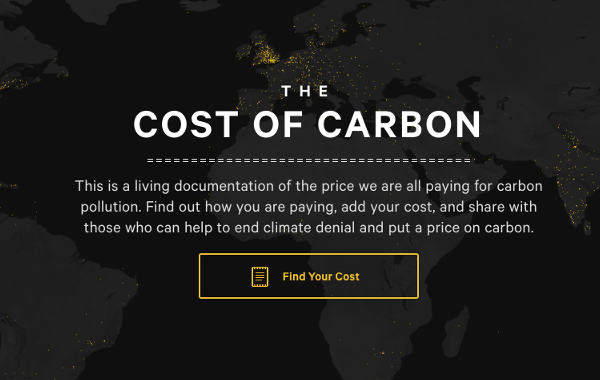 THE
COST OF CARBON
This is a living documentation of the price we are all paying for carbon
pollution. Find out how you are paying, add your cost, and share with
those who can help to end climate denial and put a price on carbon.
Find Your Cost